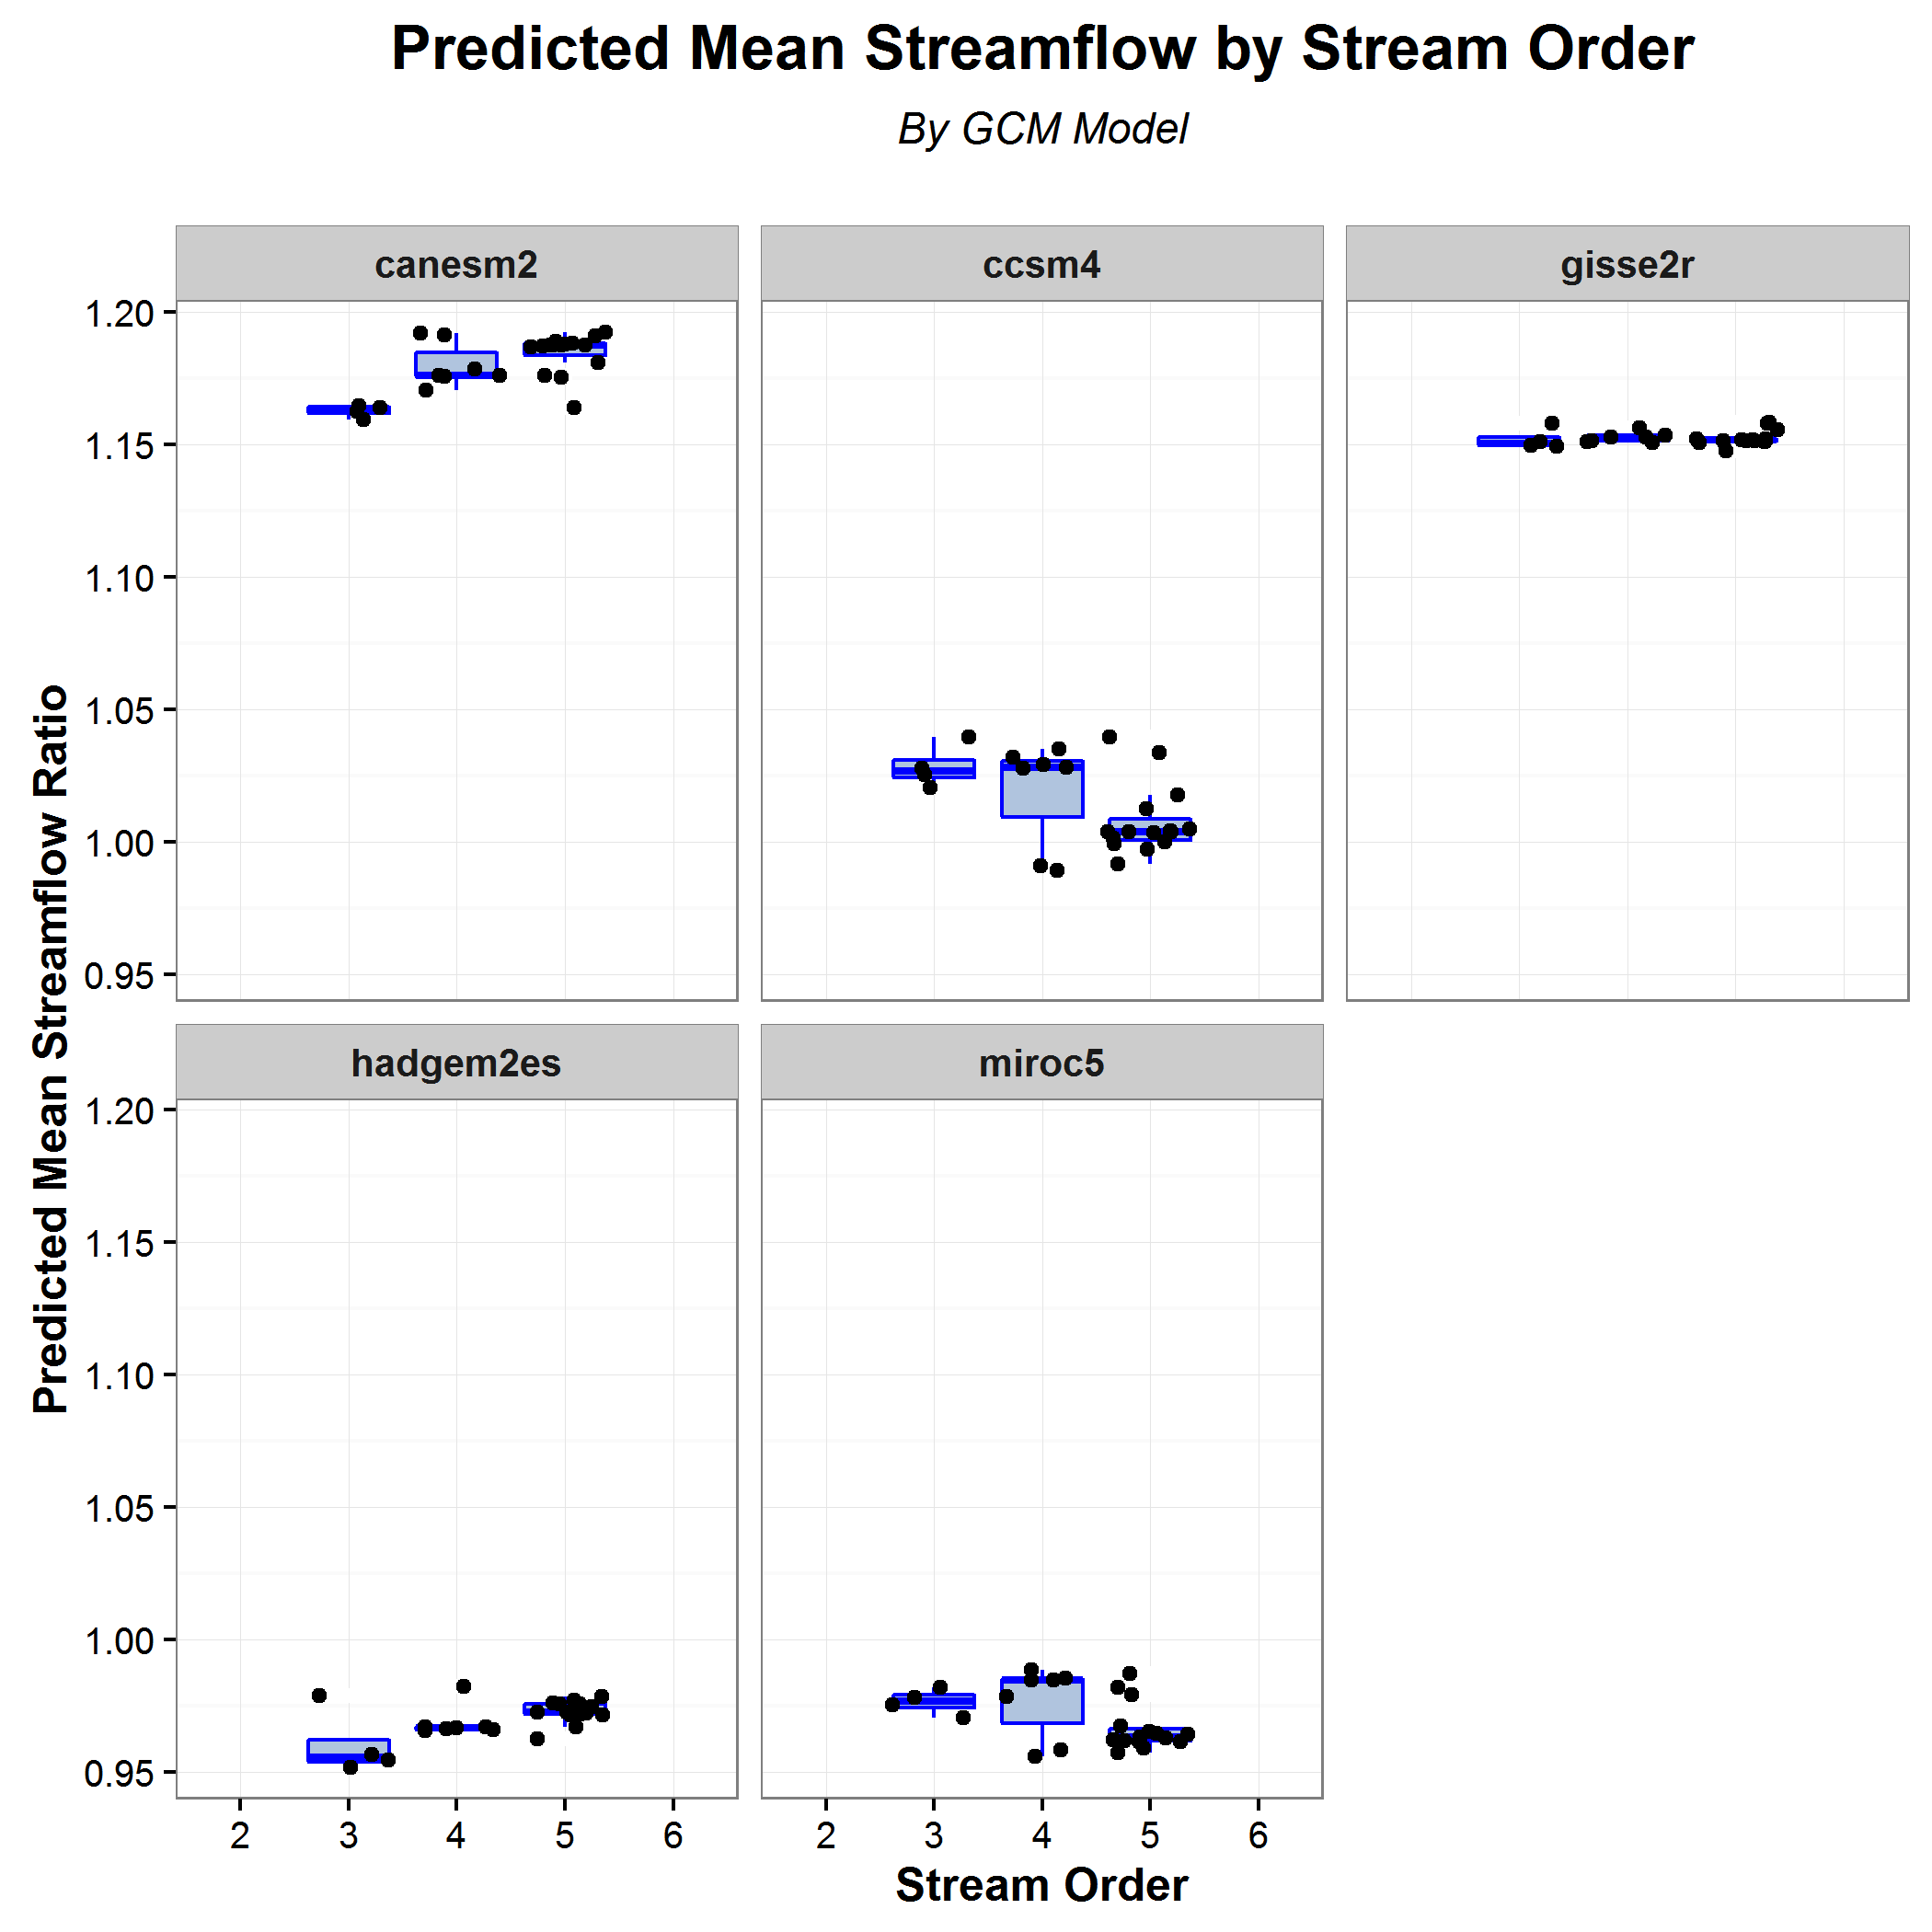 Predicted Mean Streamflow by Stream Order
By GCM Model
canesm2
ccsm4
gisse2r
Predicted Mean Streamflow Ratio
1.20
1.15
1.10
1.05
1.00
0.95
hadgem2es
miroc5
1.20
1.15
1.10
1.05
1.00
0.95
2 3 4 5 6
2 3 4 5 6
Stream Order